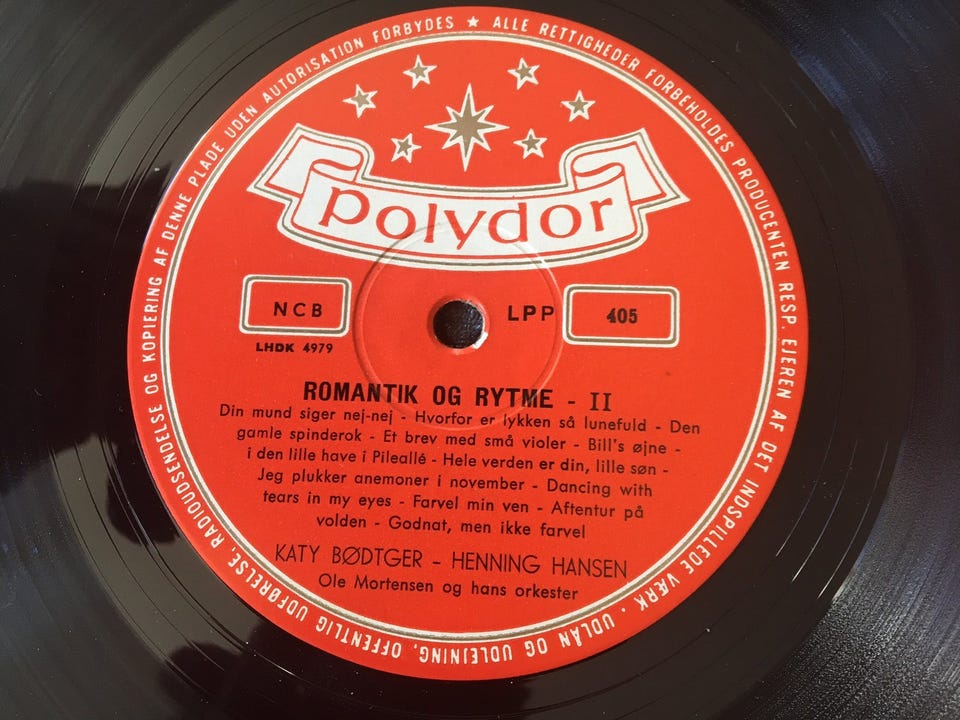 ★ ALLE RETTIGHEDER FORBEHOLDES PRODUCENTEN RESP. EJEREN AF DET INDSPILLEDE VÆRK · UDLÅN OG UDLEJNING, OFFENTLIG UDFØRELSE, RADIOUDSENDELSE OG KOPIERING AF DENNE PLADE UDEN AUTORISATION FORBYDES
polydor
NCB
LPP 405
LHDK 4979
ROMANTIK OG RYTME - II
Din mund siger nej-nej - Hvorfor er lykken så lunefuld - Den
gamle spinderok - Et brev med små violer - Bill's øjne -
i den lille have i Pileallé - Hele verden er din, lille søn -
Jeg plukker anemoner i november - Dancing with
tears in my eyes - Farvel min ven - Aftentur på
volden - Godnat, men ikke farvel
KATY BØDTGER - HENNING HANSEN
Ole Mortensen og hans orkester